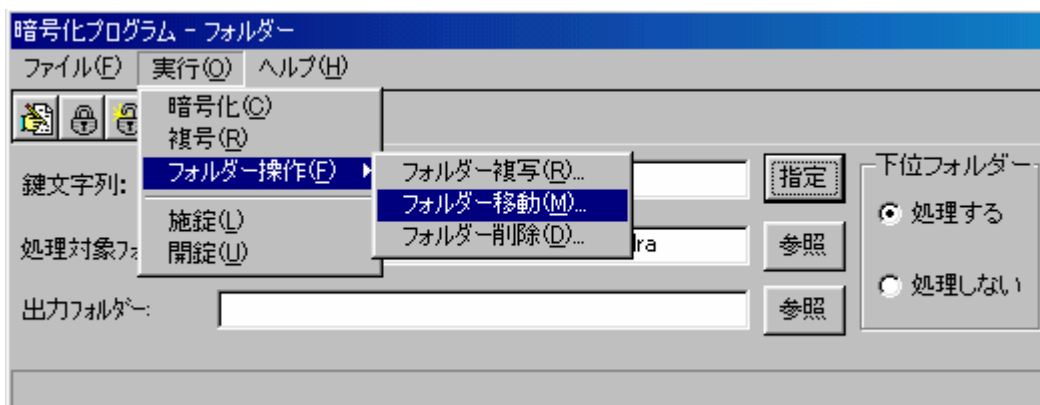 暗号化プログラム - フォルダー
ファイル(F) 実行(O) ヘルプ(H)
暗号化(C)
複号(R)
フォルダー操作(F)
施錠(L)
開錠(U)
フォルダー複写(R)...
フォルダー移動(M)...
フォルダー削除(D)...
鍵文字列:
指定
処理対象フ
dra
参照
出力フォルダー:
参照
下位フォルダー
処理する
処理しない